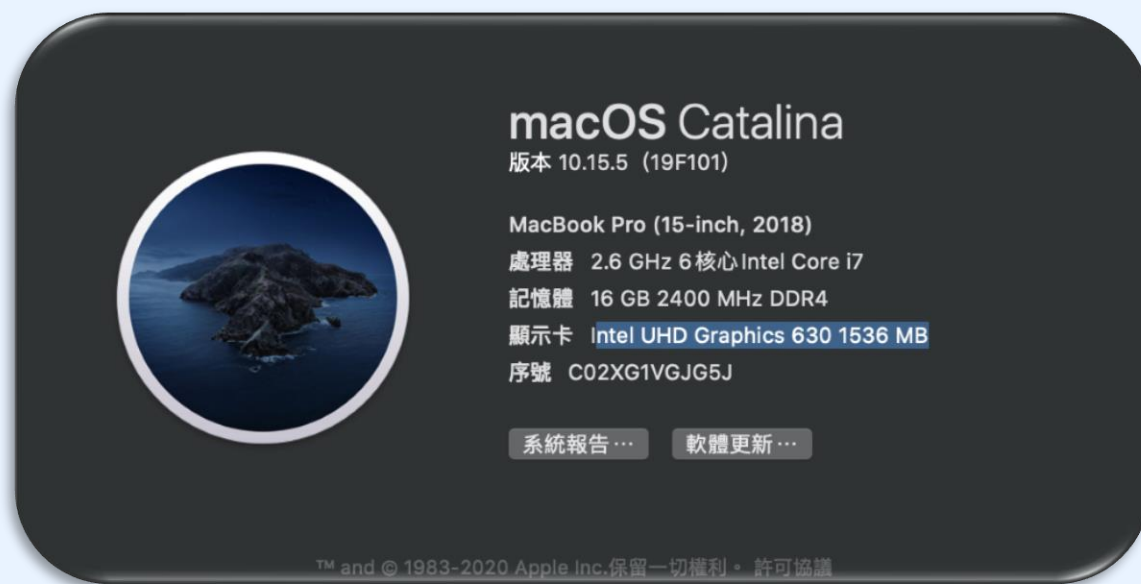 macOS Catalina
版本 10.15.5（19F101）
MacBook Pro (15-inch, 2018)
處理器 2.6 GHz 6核心Intel Core i7
記憶體 16 GB 2400 MHz DDR4
顯示卡 Intel UHD Graphics 630 1536 MB
序號 C02XG1VGJG5J
系統報告⋯ 軟體更新⋯
™ and © 1983-2020 Apple Inc.保留一切權利。 許可協議